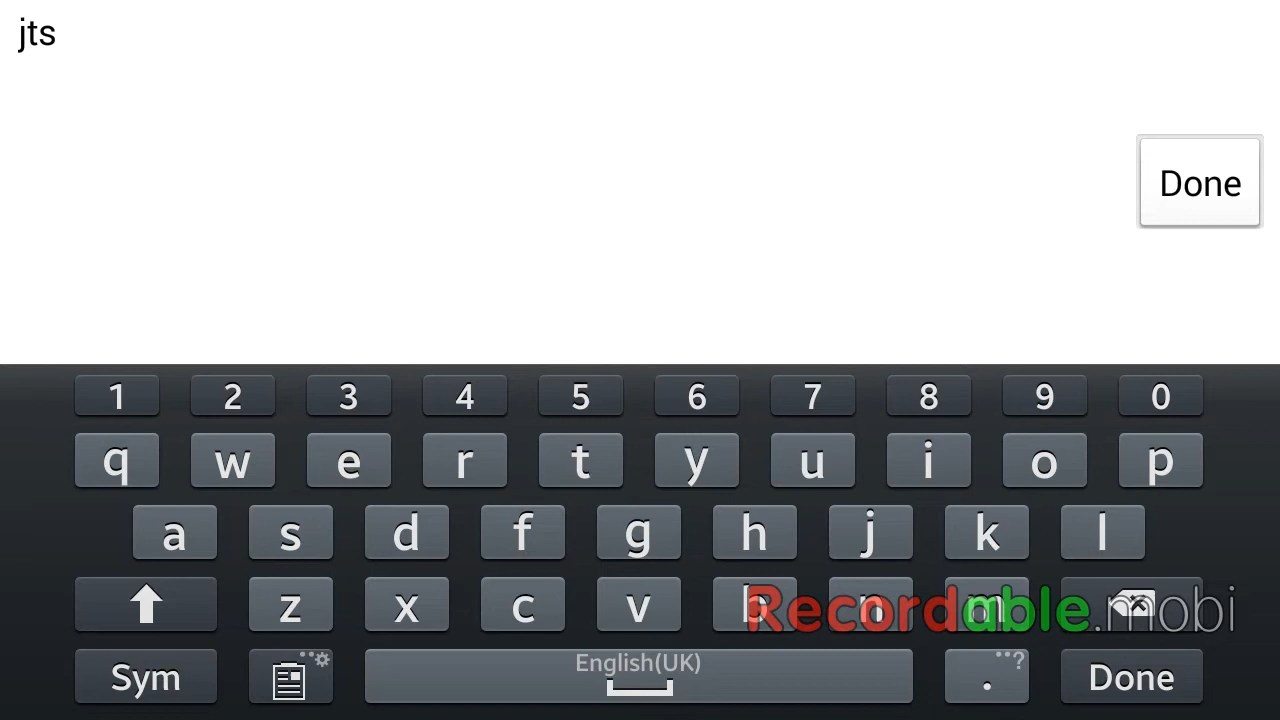 jts
Done
1 2 3 4 5 6 7 8 9 0
q w e r t y u i o p
a s d f g h j k l
z x c v b n m
Recordable.mobi
Sym English(UK) . ? Done